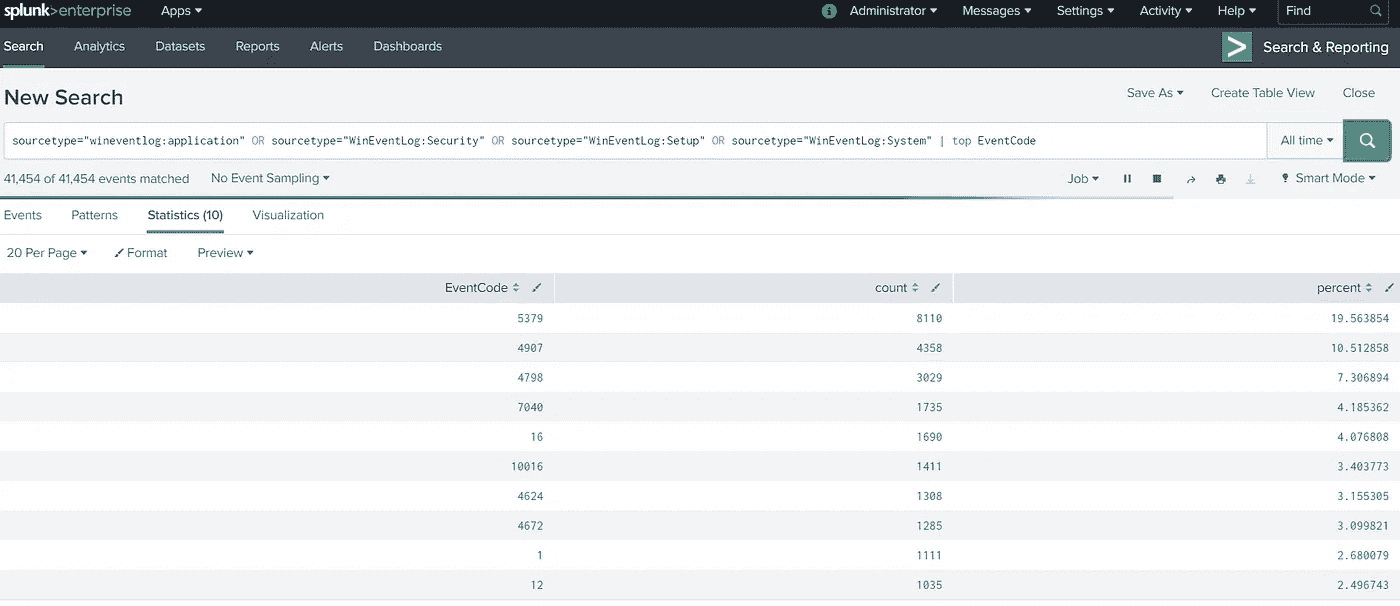 splunk>enterprise Apps Administrator Messages Settings Activity Help Find
Search Analytics Datasets Reports Alerts Dashboards Search & Reporting
New Search Save As Create Table View Close
sourcetype="wineventlog:application" OR sourcetype="WinEventLog:Security" OR sourcetype="WinEventLog:Setup" OR sourcetype="WinEventLog:System" | top EventCode All time
41,454 of 41,454 events matched No Event Sampling Job Smart Mode
Events Patterns Statistics (10) Visualization
20 Per Page Format Preview
EventCode count percent
5379 8110 19.563854
4907 4358 10.512858
4798 3029 7.306894
7040 1735 4.185362
16 1690 4.076808
10016 1411 3.403773
4624 1308 3.155305
4672 1285 3.099821
1 1111 2.680079
12 1035 2.496743